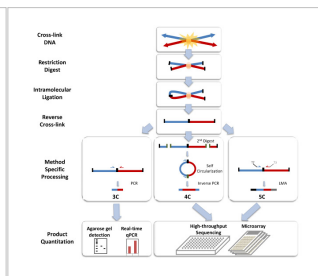 Cross-link
DNA
Restriction
Digest
Intramolecular
Ligation
Reverse
Cross-link
Method
Specific
Processing
2nd Digest
Self
Circularization
PCR
Inverse PCR
LMA
3C
4C
5C
Product
Quantitation
Agarose gel
detection
Real-time
qPCR
High-throughput
Sequencing
Microarray